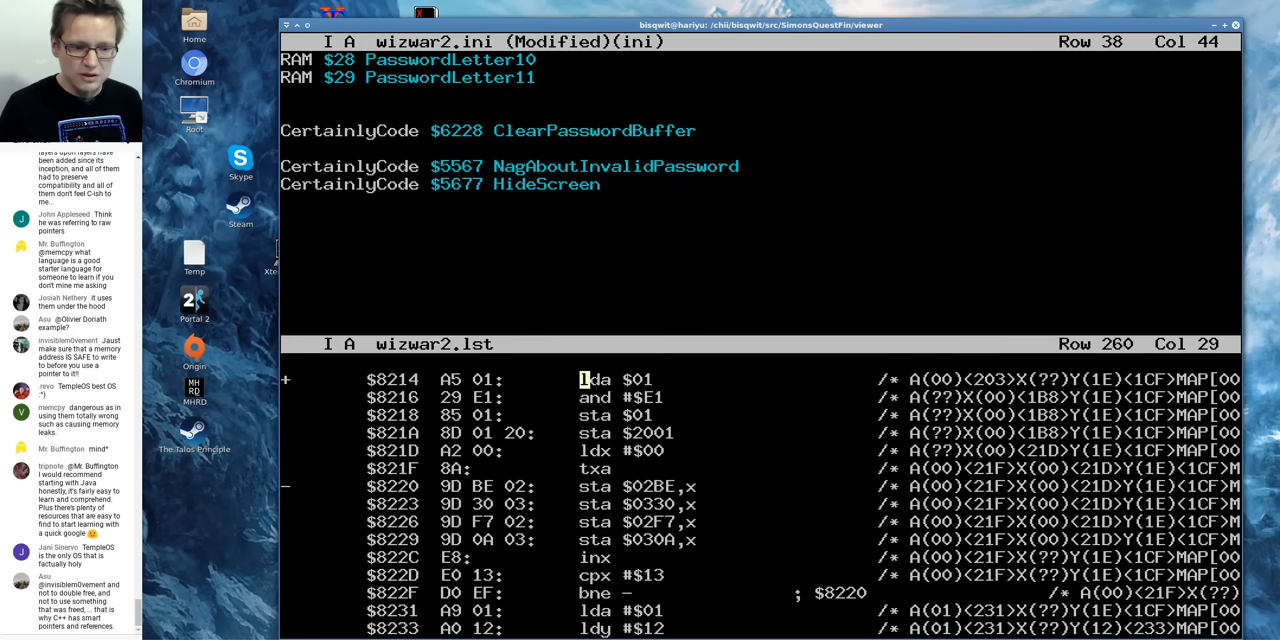 bisqwit@hariyu: /chii/bisqwit/src/SimonsQuestFin/viewer
I A wizwar2.ini (Modified)(ini) Row 38 Col 44
RAM $28 PasswordLetter10
RAM $29 PasswordLetter11
CertainlyCode $6228 ClearPasswordBuffer
CertainlyCode $5567 NagAboutInvalidPassword
CertainlyCode $5677 HideScreen
I A wizwar2.lst Row 260 Col 29
+ $8214 A5 01: lda $01 /* A(00)<203>X(??)Y(1E)<1CF>MAP[00
$8216 29 E1: and #$E1 /* A(??)X(00)<1B8>Y(1E)<1CF>MAP[00
$8218 85 01: sta $01 /* A(??)X(00)<1B8>Y(1E)<1CF>MAP[00
$821A 8D 01 20: sta $2001 /* A(??)X(00)<1B8>Y(1E)<1CF>MAP[00
$821D A2 00: ldx #$00 /* A(??)X(00)<21D>Y(1E)<1CF>MAP[00
$821F 8A: txa /* A(00)<21F>X(00)<21D>Y(1E)<1CF>M
− $8220 9D BE 02: sta $02BE,x /* A(00)<21F>X(00)<21D>Y(1E)<1CF>M
$8223 9D 30 03: sta $0330,x /* A(00)<21F>X(00)<21D>Y(1E)<1CF>M
$8226 9D F7 02: sta $02F7,x /* A(00)<21F>X(00)<21D>Y(1E)<1CF>M
$8229 9D 0A 03: sta $030A,x /* A(00)<21F>X(00)<21D>Y(1E)<1CF>M
$822C E8: inx /* A(00)<21F>X(??)Y(1E)<1CF>MAP[00
$822D E0 13: cpx #$13 /* A(00)<21F>X(??)Y(1E)<1CF>MAP[00
$822F D0 EF: bne − ; $8220 /* A(00)<21F>X(??)
$8231 A9 01: lda #$01 /* A(01)<231>X(??)Y(1E)<1CF>MAP[00
$8233 A0 12: ldy #$12 /* A(01)<231>X(??)Y(12)<233>MAP[00
Home
Chromium
Root
Skype
Steam
Temp
Xte
2
Portal 2
Origin
MH
RD
MHRD
The Talos Principle
been added since its
inception, and all of them
had to preserve
compatibility and all of
them don't feel C-ish to
me...
J
John Appleseed Think
he was referring to raw
pointers
Mr. Buffington
@memcpy what
language is a good
starter language for
someone to learn if you
don't mine me asking
Josiah Nethery it uses
them under the hood
Asu @Olivier Doriath
example?
invisiblem0vement Jaust
make sure that a memory
address IS SAFE to write
to before you use a
pointer to it!!
.revo TempleOS best OS
:^)
V
memcpy dangerous as in
using them totally wrong
such as causing memory
leaks.
Mr. Buffington mind*
tripnote @Mr. Buffington
I would recommend
starting with Java
honestly, it's fairly easy to
learn and comprehend.
Plus there's plenty of
resources that are easy to
find to start learning with
a quick google
J
Jani Sinervo TempleOS
is the only OS that is
factually holy
Asu
@invisiblem0vement and
not to double free, and
not to use something
that was freed, ... that is
why C++ has smart
pointers and references.